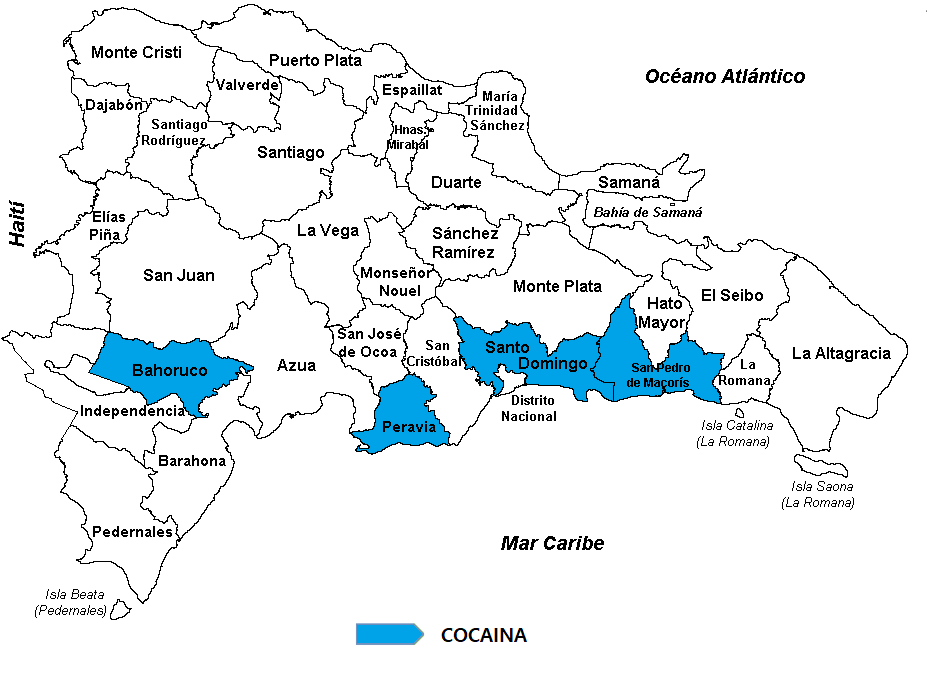 Monte Cristi
Puerto Plata
Océano Atlántico
Valverde
Espaillat
Dajabón
María
Trinidad
Sánchez
Santiago
Rodríguez
Hnas.
Mirabal
Santiago
Duarte
Samaná
Bahía de Samaná
Haití
Elías
Piña
La Vega
Sánchez
Ramírez
San Juan
Monseñor
Nouel
Monte Plata
El Seibo
Hato
Mayor
San José
de Ocoa
San
Cristóbal
Santo
Domingo
La Altagracia
Bahoruco
Azua
San Pedro
de Macorís
La
Romana
Independencia
Peravia
Distrito
Nacional
Isla Catalina
(La Romana)
Barahona
Isla Saona
(La Romana)
Pedernales
Mar Caribe
Isla Beata
(Pedernales)
COCAINA